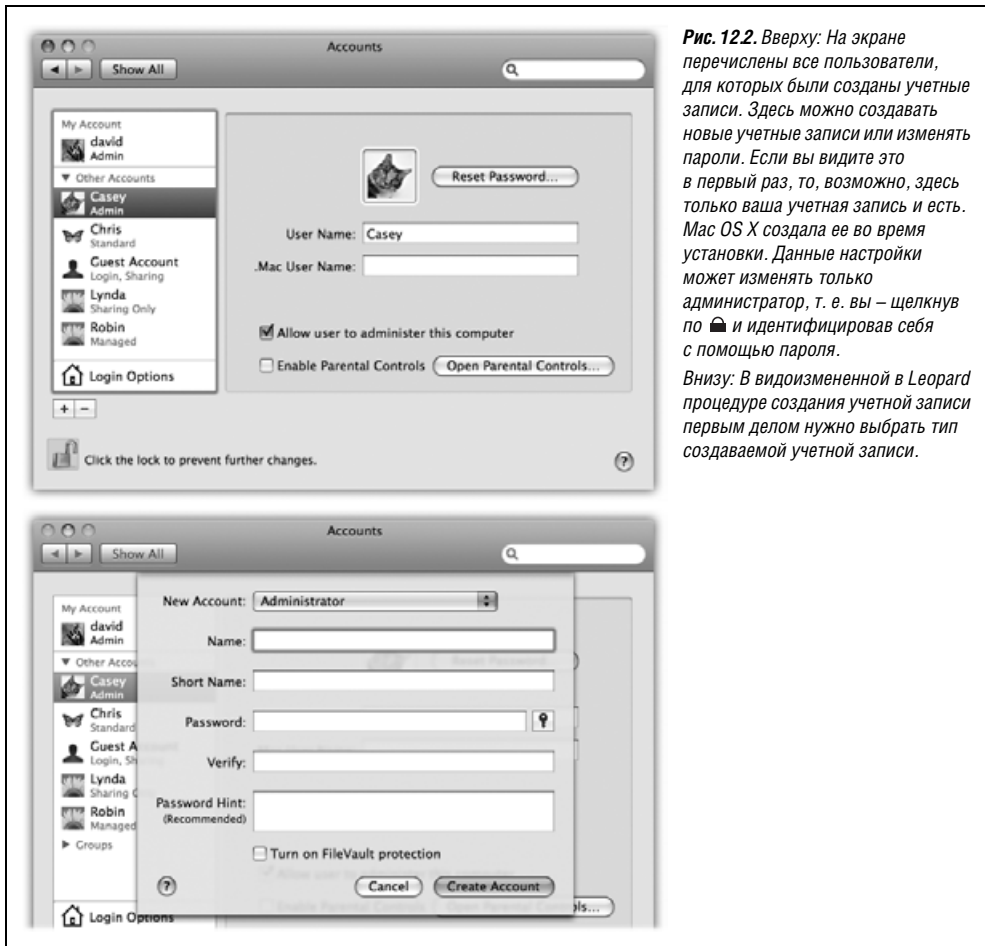 Accounts
Show All
My Account
david
Admin
Other Accounts
Casey
Admin
Chris
Standard
Guest Account
Login, Sharing
Lynda
Sharing Only
Robin
Managed
Login Options
+ −
Reset Password...
User Name: Casey
.Mac User Name:
Allow user to administer this computer
Enable Parental Controls Open Parental Controls...
Click the lock to prevent further changes.
?
Рис. 12.2. Вверху: На экране
перечислены все пользователи,
для которых были созданы учетные
записи. Здесь можно создавать
новые учетные записи или изменять
пароли. Если вы видите это
в первый раз, то, возможно, здесь
только ваша учетная запись и есть.
Mac OS X создала ее во время
установки. Данные настройки
может изменять только
администратор, т. е. вы – щелкнув
по и идентифицировав себя
с помощью пароля.
Внизу: В видоизмененной в Leopard
процедуре создания учетной записи
первым делом нужно выбрать тип
создаваемой учетной записи.
Accounts
Show All
My Account
david
Admin
Other Accou
Casey
Admin
Chris
Standard
Guest A
Login, Sh
Lynda
Sharing
Robin
Managed
Groups
Login Options
New Account: Administrator
Name:
Short Name:
Password:
Verify:
Password Hint:
(Recommended)
Turn on FileVault protection
?
Cancel Create Account
ls...